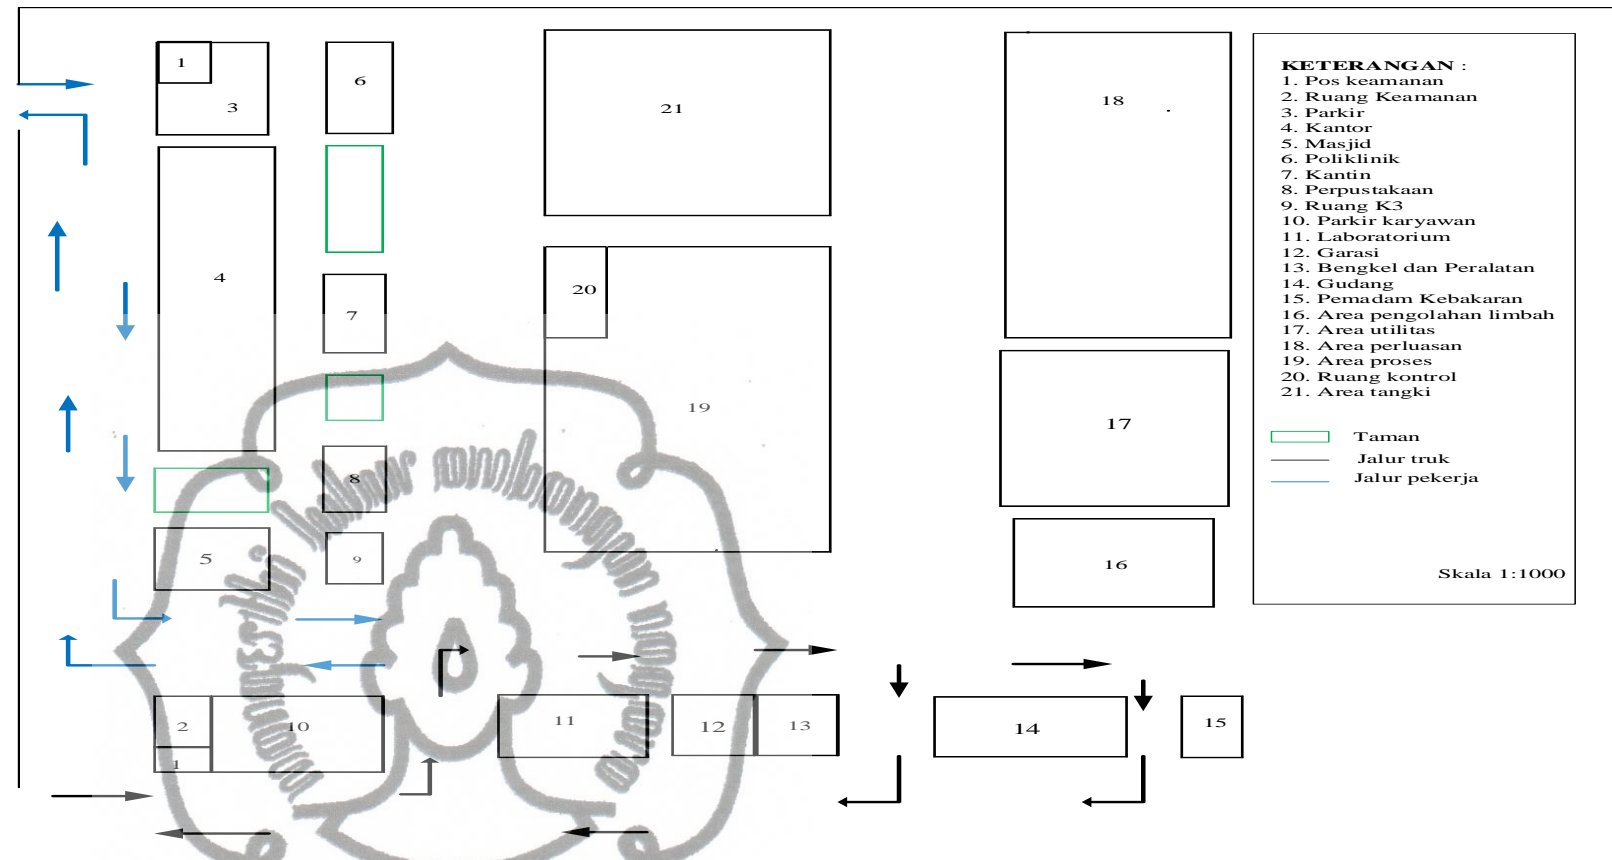 1
3
6
21
18
4
7
20
19
17
8
5
9
16
2
10
1
11
12
13
14
15
KETERANGAN :
1. Pos keamanan
2. Ruang Keamanan
3. Parkir
4. Kantor
5. Masjid
6. Poliklinik
7. Kantin
8. Perpustakaan
9. Ruang K3
10. Parkir karyawan
11. Laboratorium
12. Garasi
13. Bengkel dan Peralatan
14. Gudang
15. Pemadam Kebakaran
16. Area pengolahan limbah
17. Area utilitas
18. Area perluasan
19. Area proses
20. Ruang kontrol
21. Area tangki
Taman
Jalur truk
Jalur pekerja
Skala 1:1000